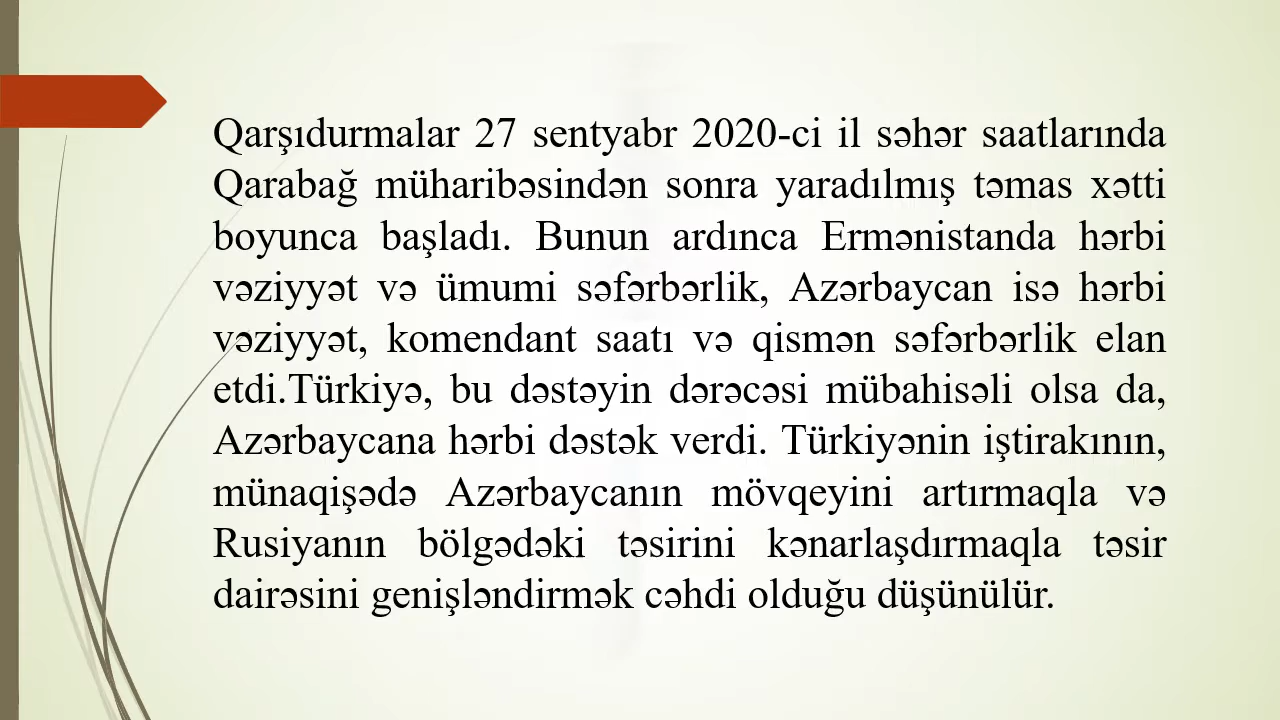 Qarşıdurmalar 27 sentyabr 2020-ci il səhər saatlarında
Qarabağ müharibəsindən sonra yaradılmış təmas xətti
boyunca başladı. Bunun ardınca Ermənistanda hərbi
vəziyyət və ümumi səfərbərlik, Azərbaycan isə hərbi
vəziyyət, komendant saatı və qismən səfərbərlik elan
etdi.Türkiyə, bu dəstəyin dərəcəsi mübahisəli olsa da,
Azərbaycana hərbi dəstək verdi. Türkiyənin iştirakının,
münaqişədə Azərbaycanın mövqeyini artırmaqla və
Rusiyanın bölgədəki təsirini kənarlaşdırmaqla təsir
dairəsini genişləndirmək cəhdi olduğu düşünülür.